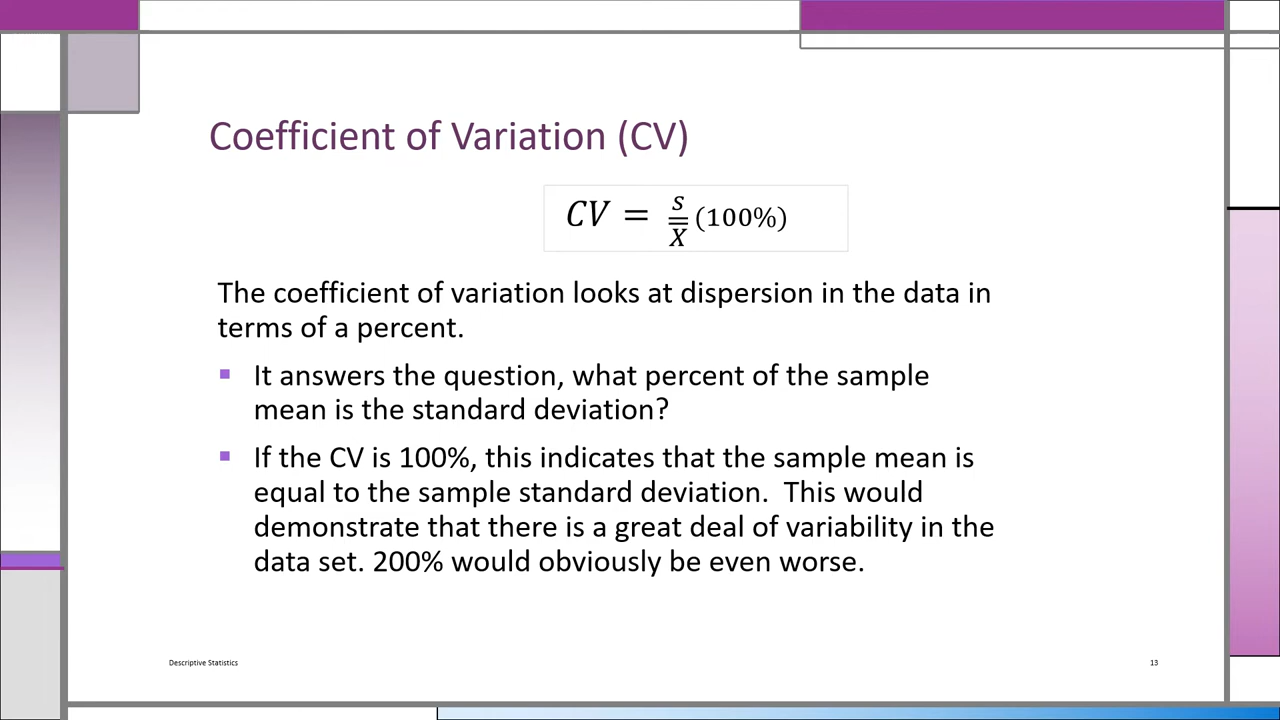 Coefficient of Variation (CV)
CV = s/X̅ (100%)
The coefficient of variation looks at dispersion in the data in
terms of a percent.
▪ It answers the question, what percent of the sample
mean is the standard deviation?
▪ If the CV is 100%, this indicates that the sample mean is
equal to the sample standard deviation.  This would
demonstrate that there is a great deal of variability in the
data set. 200% would obviously be even worse.
Descriptive Statistics
13